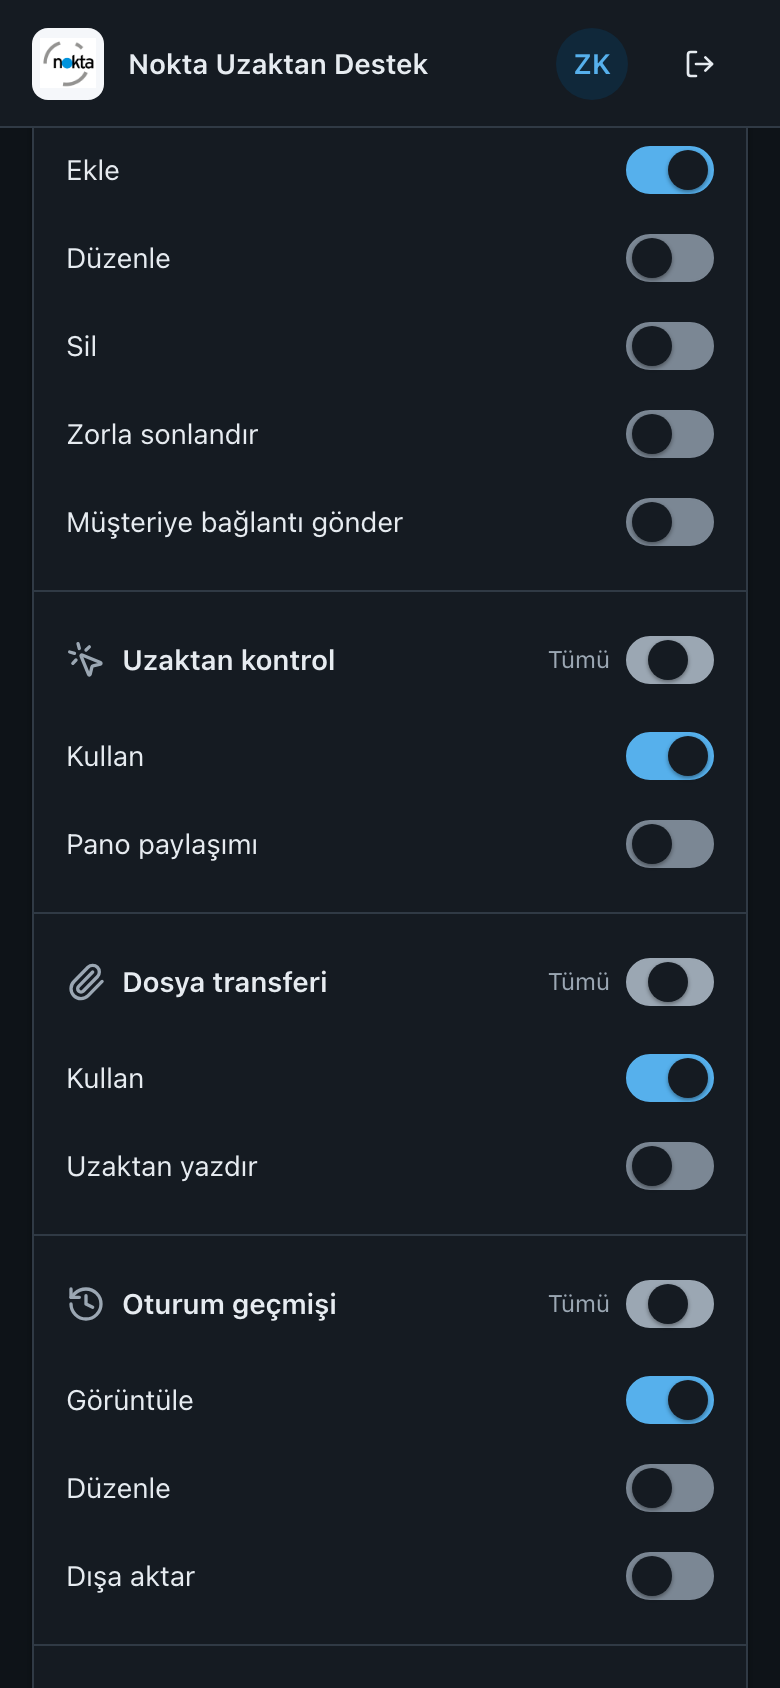 nokta
Nokta Uzaktan Destek
ZK
Ekle
Düzenle
Sil
Zorla sonlandır
Müşteriye bağlantı gönder
Uzaktan kontrol
Tümü
Kullan
Pano paylaşımı
Dosya transferi
Tümü
Kullan
Uzaktan yazdır
Oturum geçmişi
Tümü
Görüntüle
Düzenle
Dışa aktar